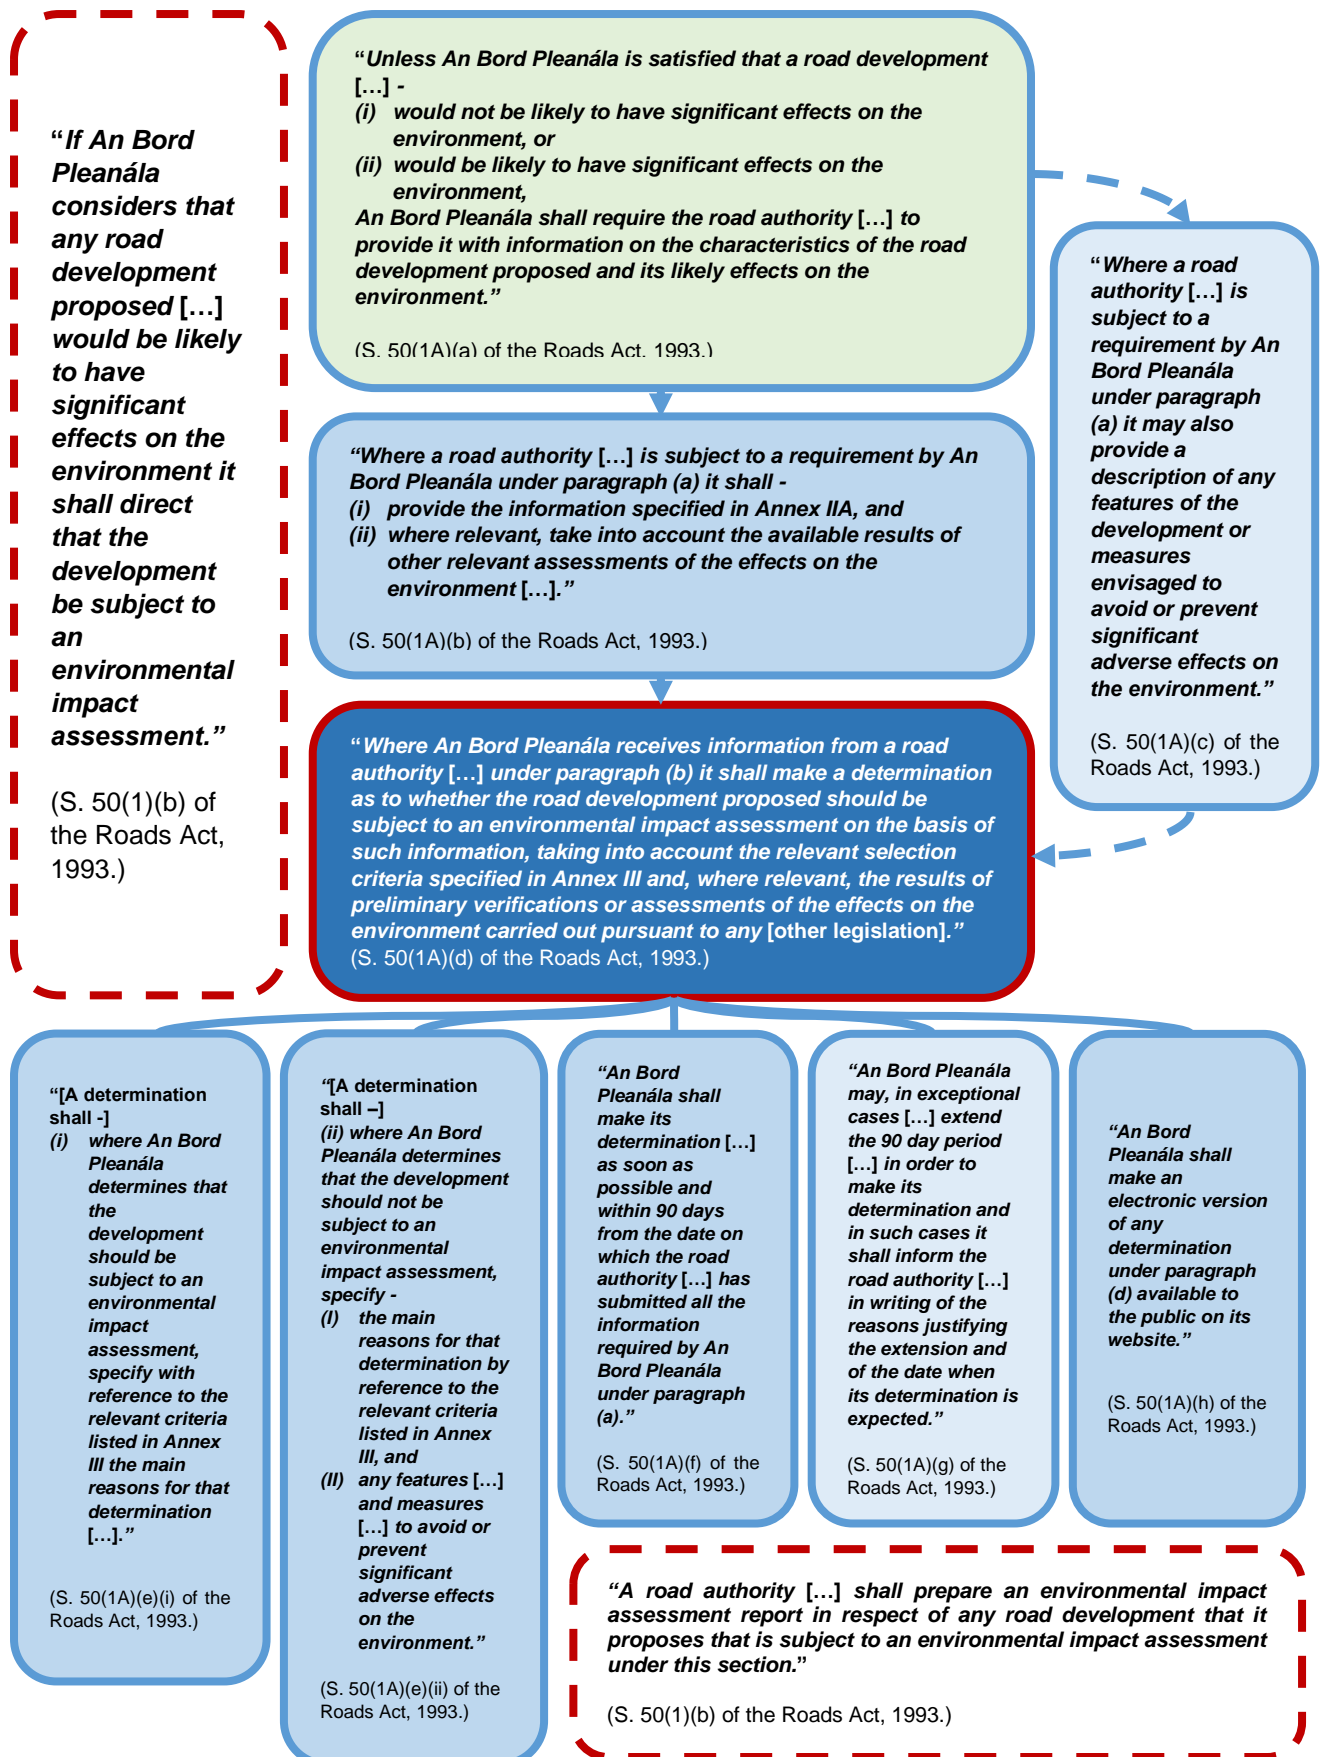 “If An Bord
Pleanála
considers that
any road
development
proposed […]
would be likely
to have
significant
effects on the
environment it
shall direct
that the
development
be subject to
an
environmental
impact
assessment.”
(S. 50(1)(b) of
the Roads Act,
1993.)
“Unless An Bord Pleanála is satisfied that a road development
[…] -
(i) would not be likely to have significant effects on the
environment, or
(ii) would be likely to have significant effects on the
environment,
An Bord Pleanála shall require the road authority […] to
provide it with information on the characteristics of the road
development proposed and its likely effects on the
environment.”
(S. 50(1A)(a) of the Roads Act, 1993.)
“Where a road authority […] is subject to a requirement by An
Bord Pleanála under paragraph (a) it shall -
(i) provide the information specified in Annex IIA, and
(ii) where relevant, take into account the available results of
other relevant assessments of the effects on the
environment […].”
(S. 50(1A)(b) of the Roads Act, 1993.)
“Where a road
authority […] is
subject to a
requirement by An
Bord Pleanála
under paragraph
(a) it may also
provide a
description of any
features of the
development or
measures
envisaged to
avoid or prevent
significant
adverse effects on
the environment.”
(S. 50(1A)(c) of the
Roads Act, 1993.)
“Where An Bord Pleanála receives information from a road
authority […] under paragraph (b) it shall make a determination
as to whether the road development proposed should be
subject to an environmental impact assessment on the basis of
such information, taking into account the relevant selection
criteria specified in Annex III and, where relevant, the results of
preliminary verifications or assessments of the effects on the
environment carried out pursuant to any [other legislation].”
(S. 50(1A)(d) of the Roads Act, 1993.)
“[A determination
shall -]
(i) where An Bord
Pleanála
determines that
the
development
should be
subject to an
environmental
impact
assessment,
specify with
reference to the
relevant criteria
listed in Annex
III the main
reasons for that
determination
[…].”
(S. 50(1A)(e)(i) of the
Roads Act, 1993.)
“[A determination
shall –]
(ii) where An Bord
Pleanála determines
that the development
should not be
subject to an
environmental
impact assessment,
specify -
(I) the main
reasons for that
determination by
reference to the
relevant criteria
listed in Annex
III, and
(II) any features […]
and measures
[…] to avoid or
prevent
significant
adverse effects
on the
environment.”
(S. 50(1A)(e)(ii) of the
Roads Act, 1993.)
“An Bord
Pleanála shall
make its
determination […]
as soon as
possible and
within 90 days
from the date on
which the road
authority […] has
submitted all the
information
required by An
Bord Pleanála
under paragraph
(a).”
(S. 50(1A)(f) of the
Roads Act, 1993.)
“An Bord Pleanála
may, in exceptional
cases […] extend
the 90 day period
[…] in order to
make its
determination and
in such cases it
shall inform the
road authority […]
in writing of the
reasons justifying
the extension and
of the date when
its determination is
expected.”
(S. 50(1A)(g) of the
Roads Act, 1993.)
“An Bord
Pleanála shall
make an
electronic version
of any
determination
under paragraph
(d) available to
the public on its
website.”
(S. 50(1A)(h) of the
Roads Act, 1993.)
“A road authority […] shall prepare an environmental impact
assessment report in respect of any road development that it
proposes that is subject to an environmental impact assessment
under this section.”
(S. 50(1)(b) of the Roads Act, 1993.)